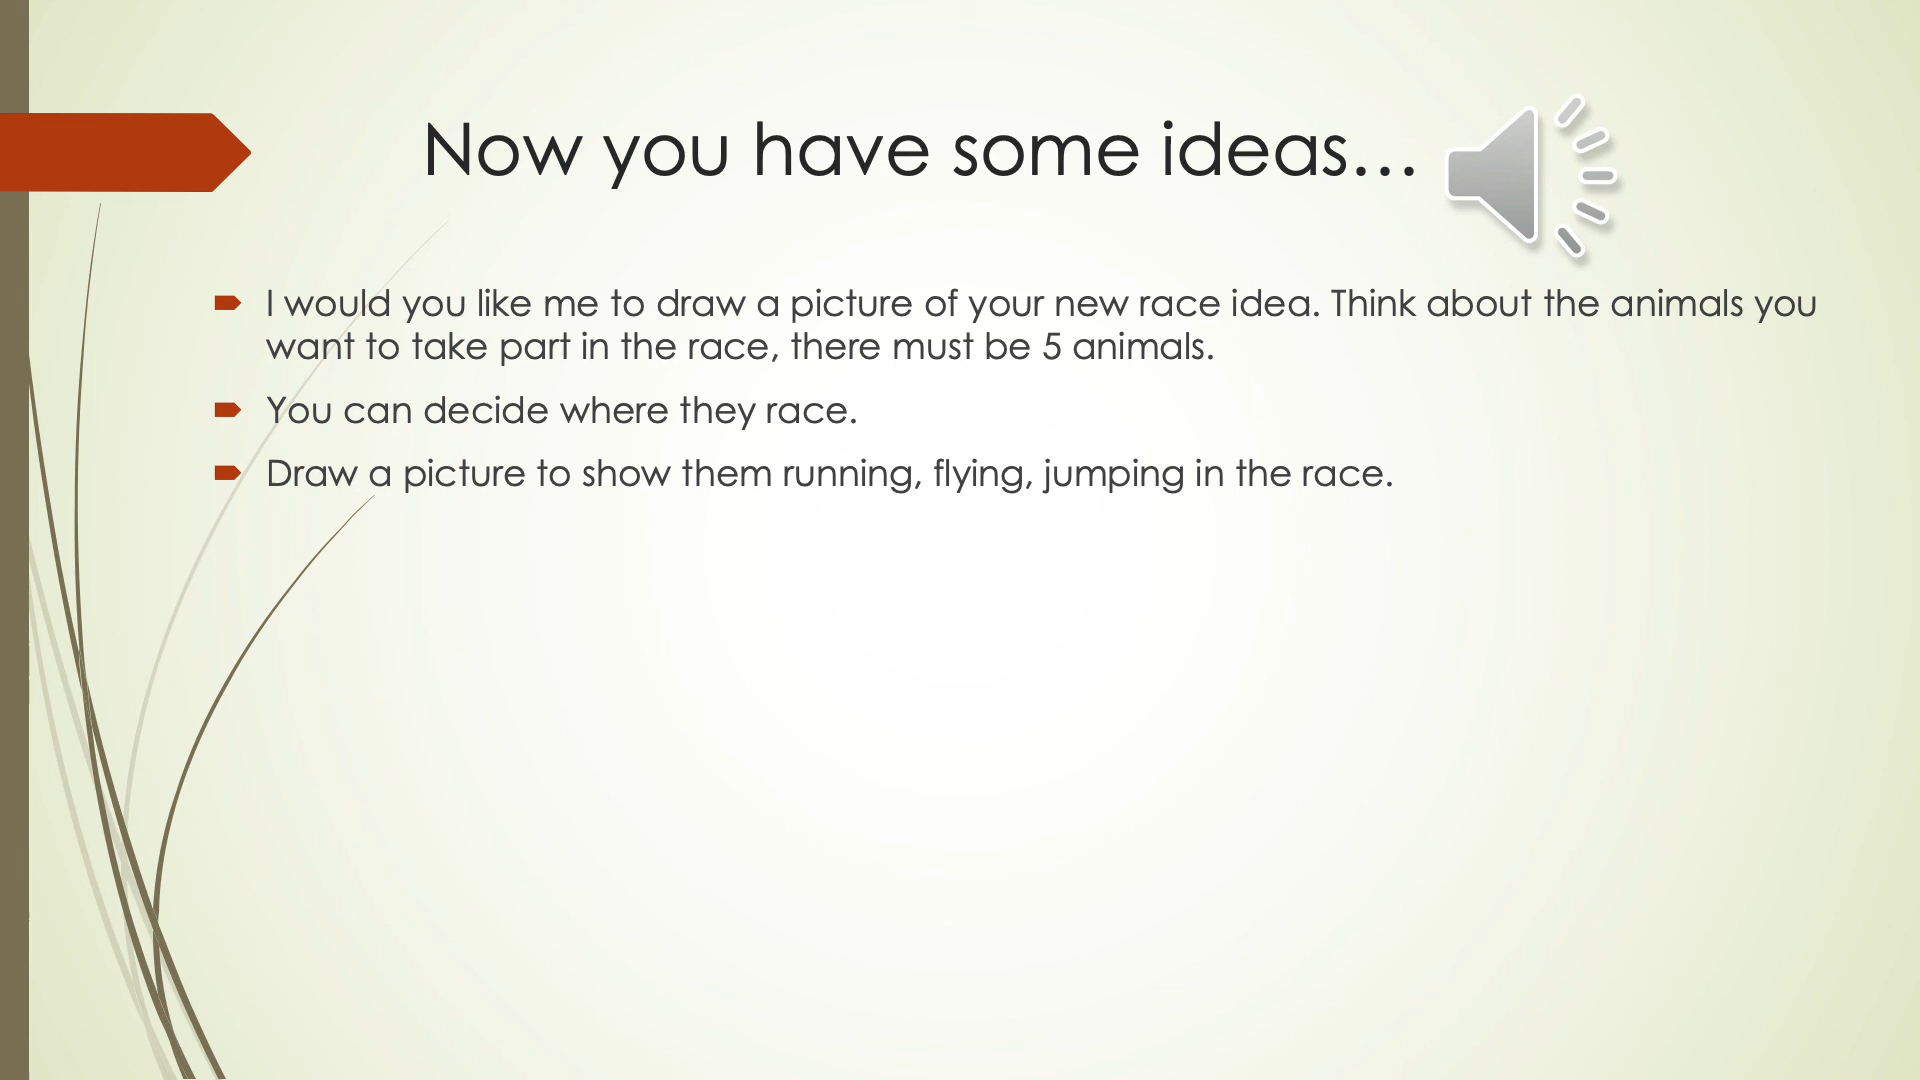 Now you have some ideas…
I would you like me to draw a picture of your new race idea. Think about the animals you
want to take part in the race, there must be 5 animals.
You can decide where they race.
Draw a picture to show them running, flying, jumping in the race.